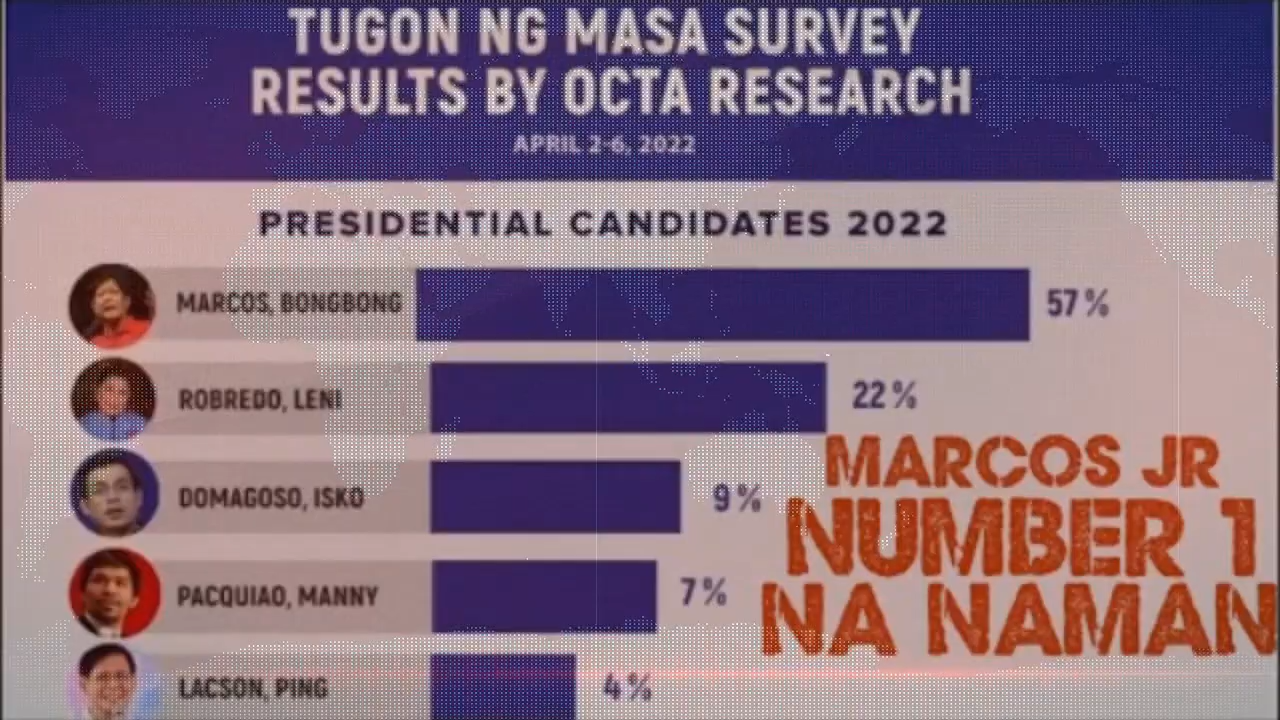 TUGON NG MASA SURVEY
RESULTS BY OCTA RESEARCH
APRIL 2-6, 2022
PRESIDENTIAL CANDIDATES 2022
MARCOS, BONGBONG 57%
ROBREDO, LENI 22%
DOMAGOSO, ISKO 9%
PACQUIAO, MANNY 7%
LACSON, PING 4%
MARCOS JR
NUMBER 1
NA NAMAN